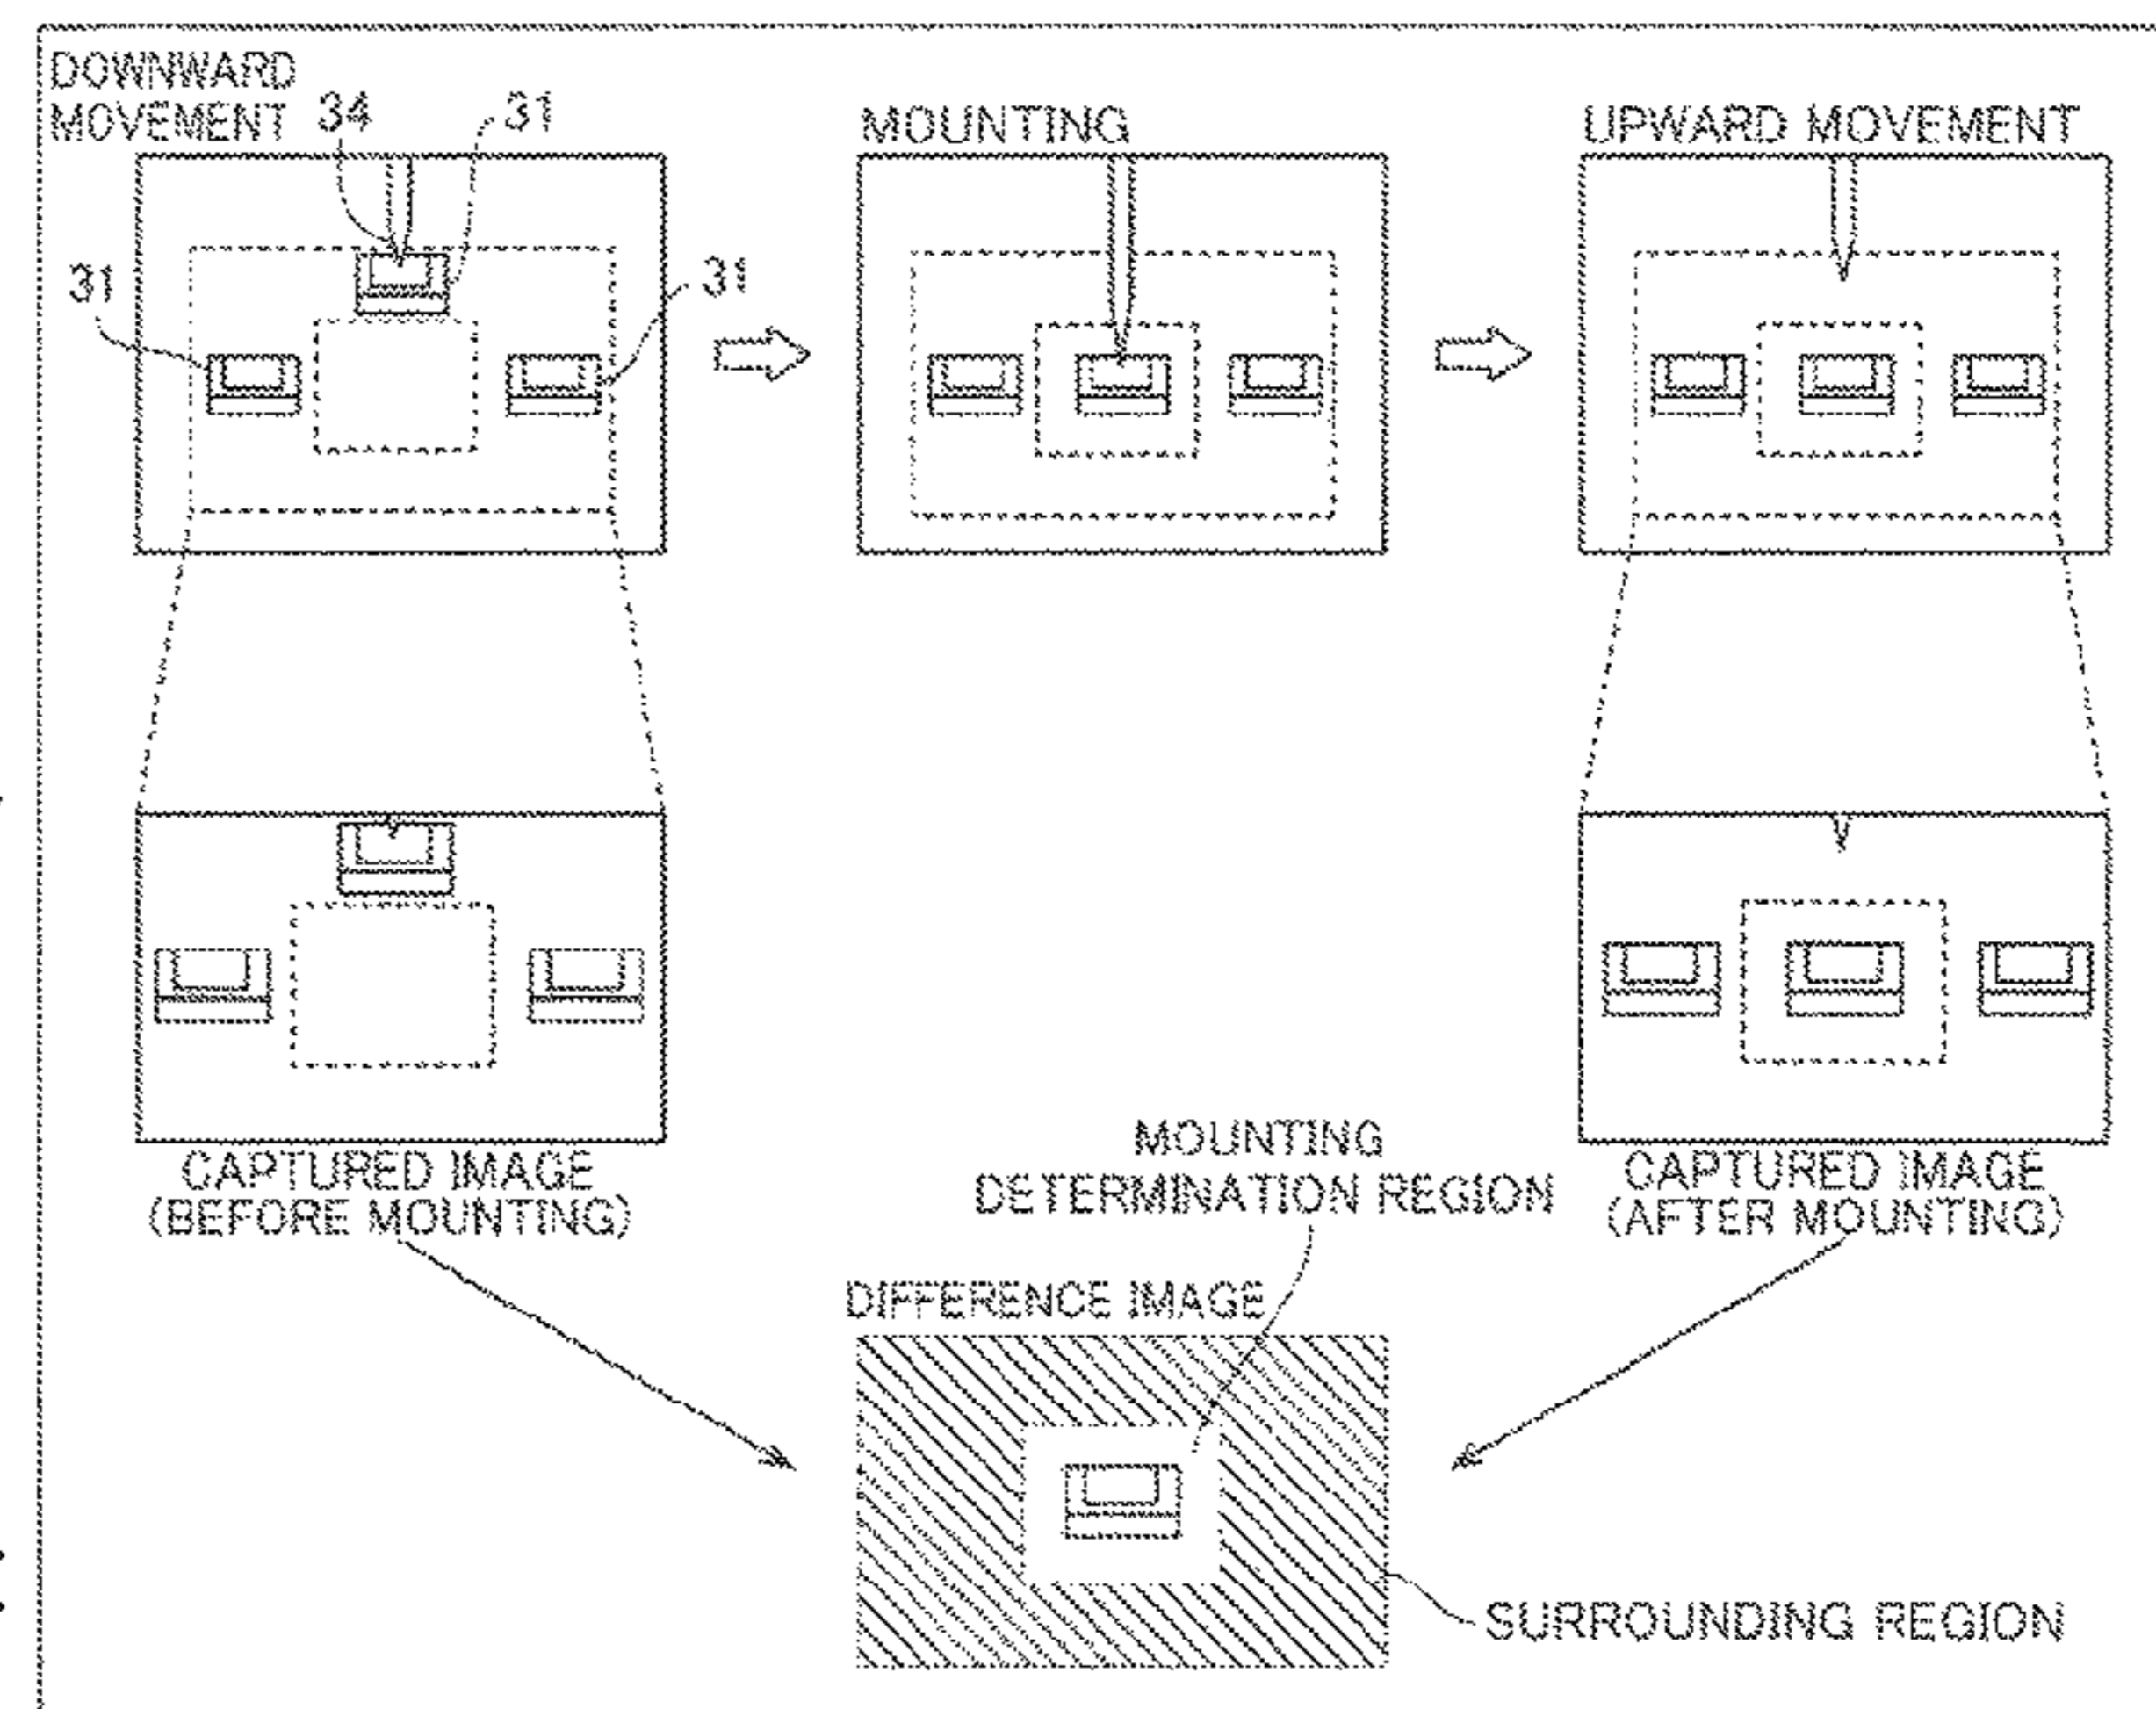 DOWNWARD
MOVEMENT
34
31
MOUNTING
UPWARD MOVEMENT
31
31
CAPTURED IMAGE
(BEFORE MOUNTING)
MOUNTING
DETERMINATION REGION
CAPTURED IMAGE
(AFTER MOUNTING)
DIFFERENCE IMAGE
SURROUNDING REGION